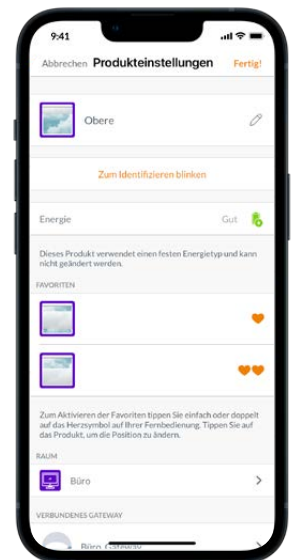 9:41
Abbrechen Produkteinstellungen Fertig!
Obere
Zum Identifizieren blinken
Energie Gut
Dieses Produkt verwendet einen festen Energietyp und kann
nicht geändert werden.
FAVORITEN
Zum Aktivieren der Favoriten tippen Sie einfach oder doppelt
auf das Herzsymbol auf Ihrer Fernbedienung. Tippen Sie auf
das Produkt, um die Position zu ändern.
RAUM
Büro
VERBUNDENES GATEWAY
Büro, Gateway